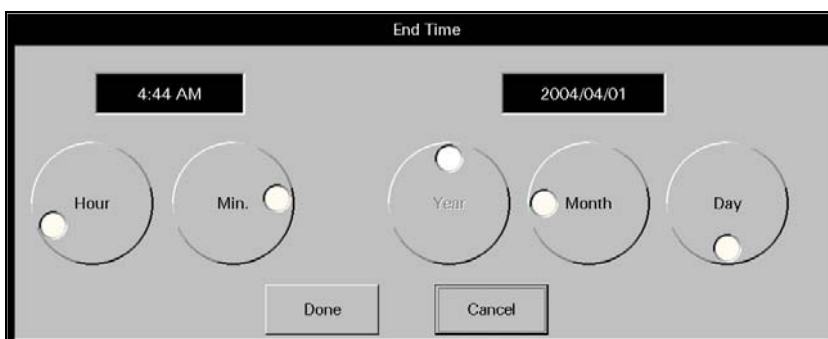 End Time
4:44 AM
2004/04/01
Hour
Min.
Year
Month
Day
Done
Cancel